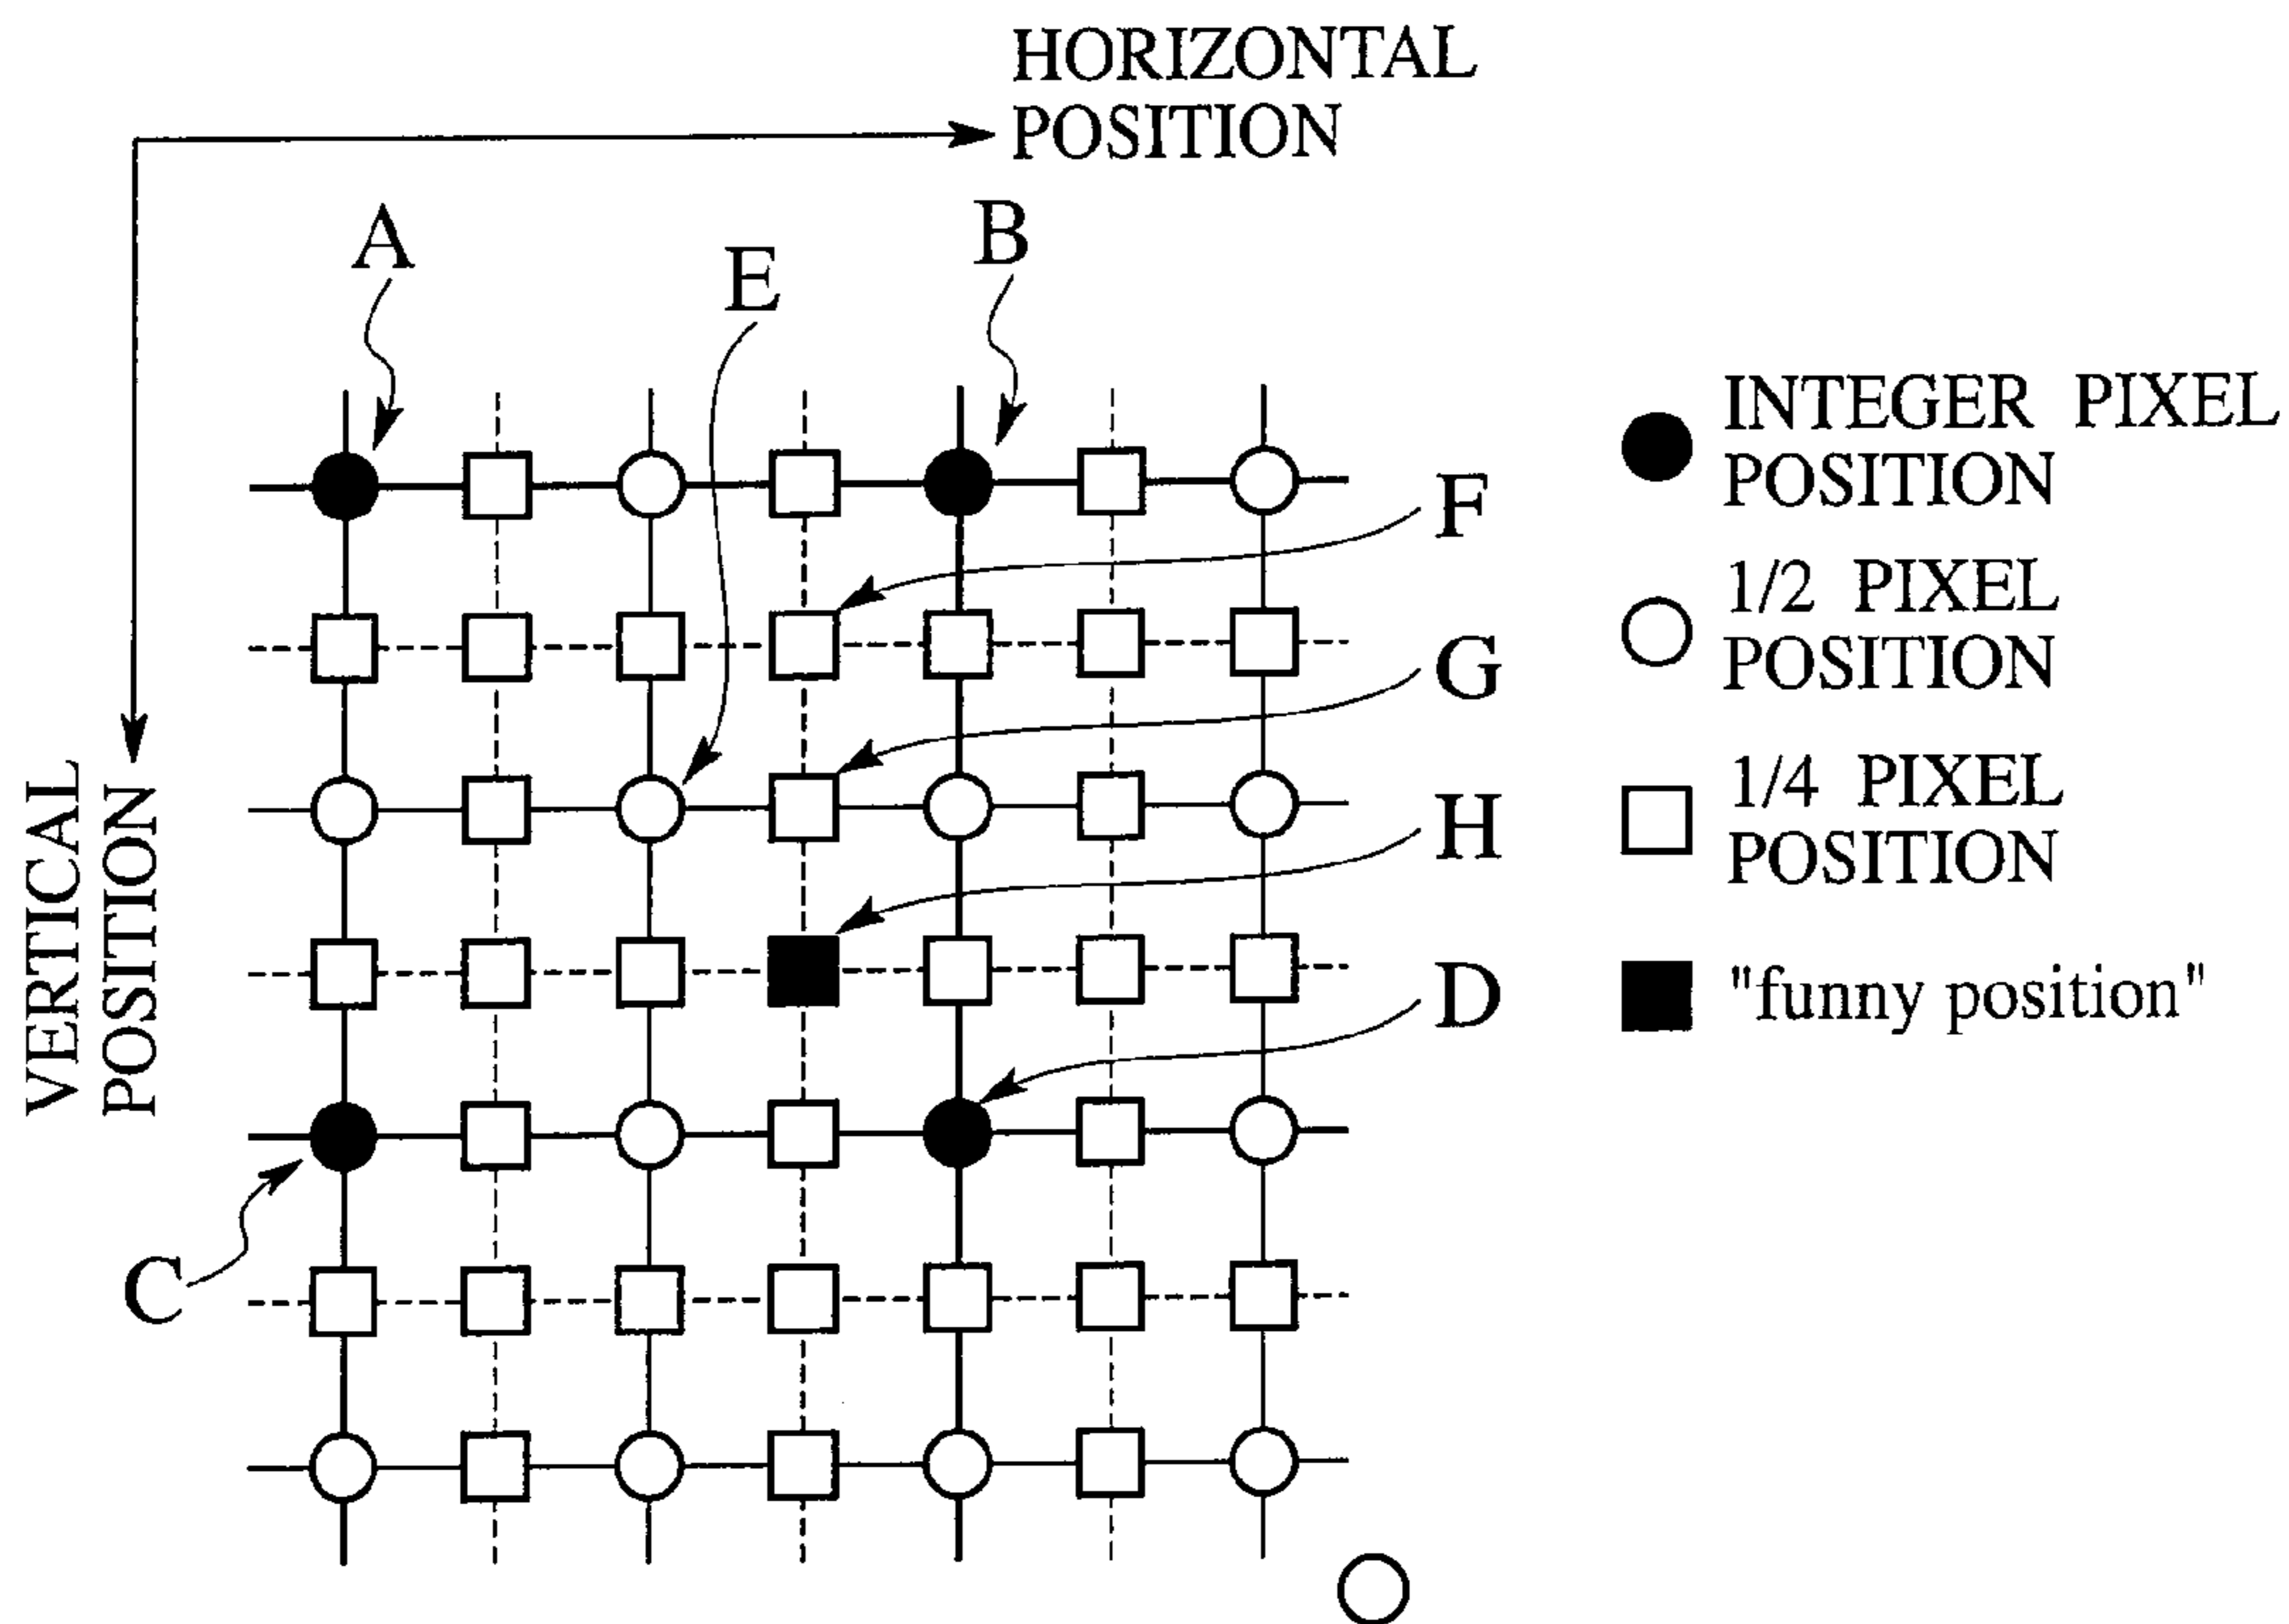 HORIZONTAL
POSITION
A
E
B
F
G
H
D
C
VERTICAL
POSITION
INTEGER PIXEL
POSITION
1/2 PIXEL
POSITION
1/4 PIXEL
POSITION
"funny position"